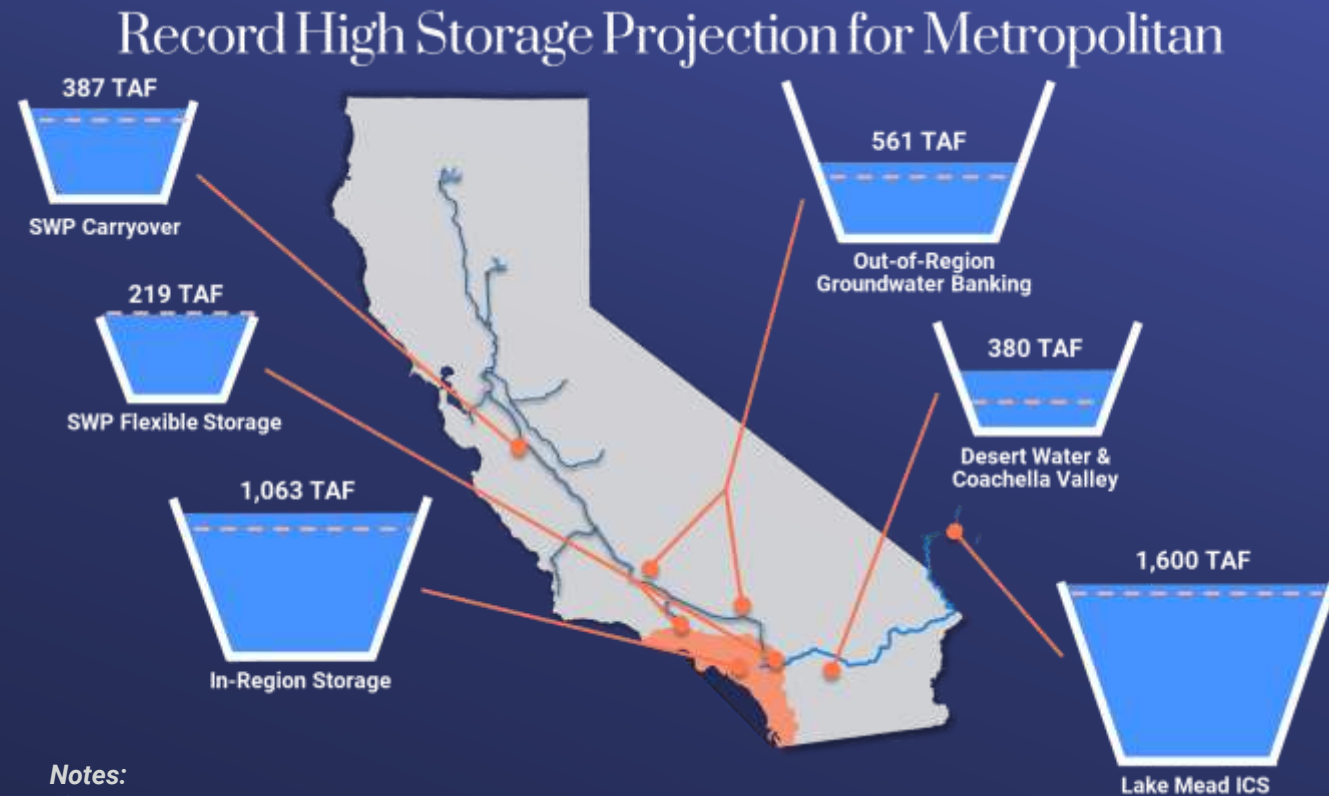 Record High Storage Projection for Metropolitan
387 TAF
SWP Carryover
219 TAF
SWP Flexible Storage
1,063 TAF
In-Region Storage
561 TAF
Out-of-Region
Groundwater Banking
380 TAF
Desert Water &
Coachella Valley
1,600 TAF
Lake Mead ICS
Notes: